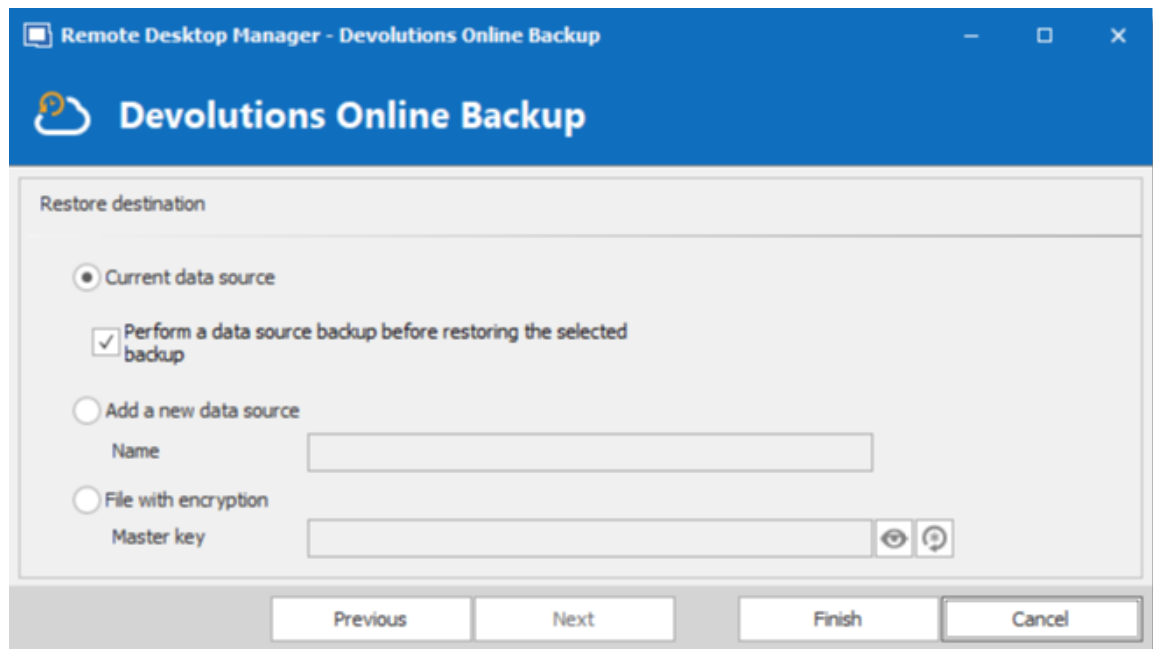 Remote Desktop Manager - Devolutions Online Backup
Devolutions Online Backup
Restore destination
Current data source
Perform a data source backup before restoring the selected
backup
Add a new data source
Name
File with encryption
Master key
Previous
Next
Finish
Cancel